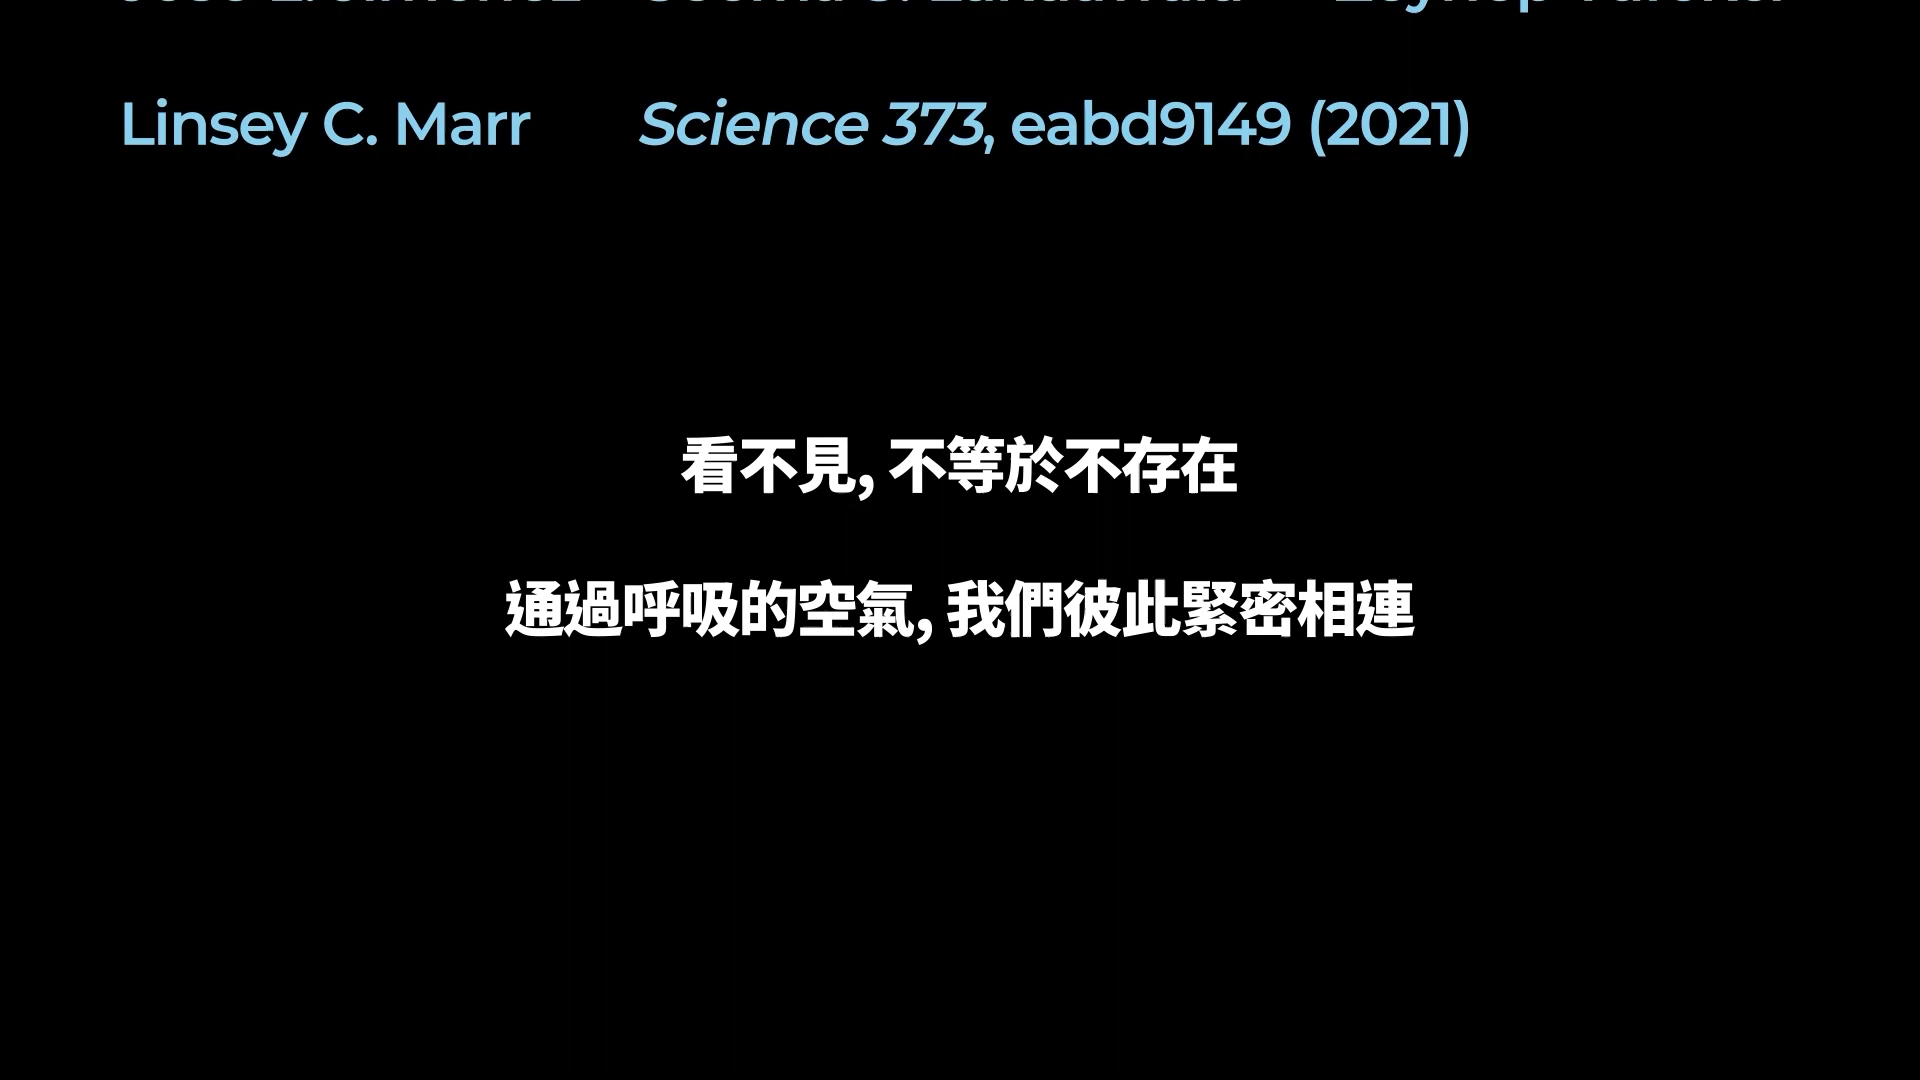 Linsey C. Marr Science 373, eabd9149 (2021)
看不見, 不等於不存在
通過呼吸的空氣, 我們彼此緊密相連